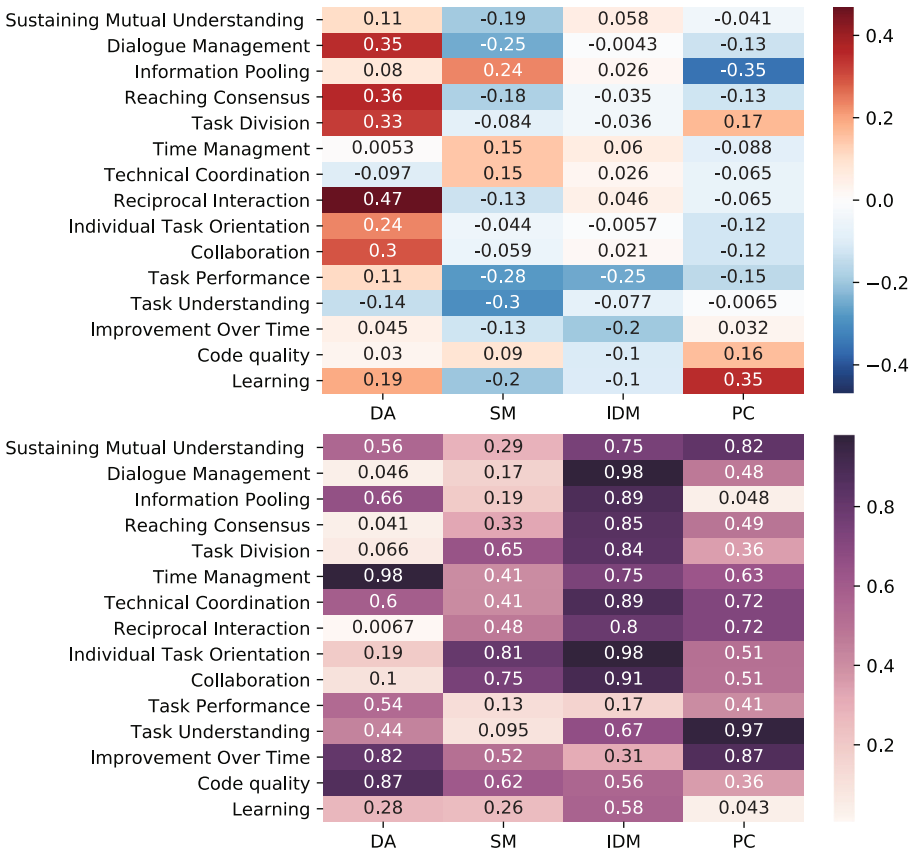 Sustaining Mutual Understanding 0.11 -0.19 0.058 -0.041
Dialogue Management 0.35 -0.25 -0.0043 -0.13
Information Pooling 0.08 0.24 0.026 -0.35
Reaching Consensus 0.36 -0.18 -0.035 -0.13
Task Division 0.33 -0.084 -0.036 0.17
Time Managment 0.0053 0.15 0.06 -0.088
Technical Coordination -0.097 0.15 0.026 -0.065
Reciprocal Interaction 0.47 -0.13 0.046 -0.065
Individual Task Orientation 0.24 -0.044 -0.0057 -0.12
Collaboration 0.3 -0.059 0.021 -0.12
Task Performance 0.11 -0.28 -0.25 -0.15
Task Understanding -0.14 -0.3 -0.077 -0.0065
Improvement Over Time 0.045 -0.13 -0.2 0.032
Code quality 0.03 0.09 -0.1 0.16
Learning 0.19 -0.2 -0.1 0.35
DA SM IDM PC
0.4
0.2
0.0
−0.2
−0.4
Sustaining Mutual Understanding 0.56 0.29 0.75 0.82
Dialogue Management 0.046 0.17 0.98 0.48
Information Pooling 0.66 0.19 0.89 0.048
Reaching Consensus 0.041 0.33 0.85 0.49
Task Division 0.066 0.65 0.84 0.36
Time Managment 0.98 0.41 0.75 0.63
Technical Coordination 0.6 0.41 0.89 0.72
Reciprocal Interaction 0.0067 0.48 0.8 0.72
Individual Task Orientation 0.19 0.81 0.98 0.51
Collaboration 0.1 0.75 0.91 0.51
Task Performance 0.54 0.13 0.17 0.41
Task Understanding 0.44 0.095 0.67 0.97
Improvement Over Time 0.82 0.52 0.31 0.87
Code quality 0.87 0.62 0.56 0.36
Learning 0.28 0.26 0.58 0.043
DA SM IDM PC
0.8
0.6
0.4
0.2